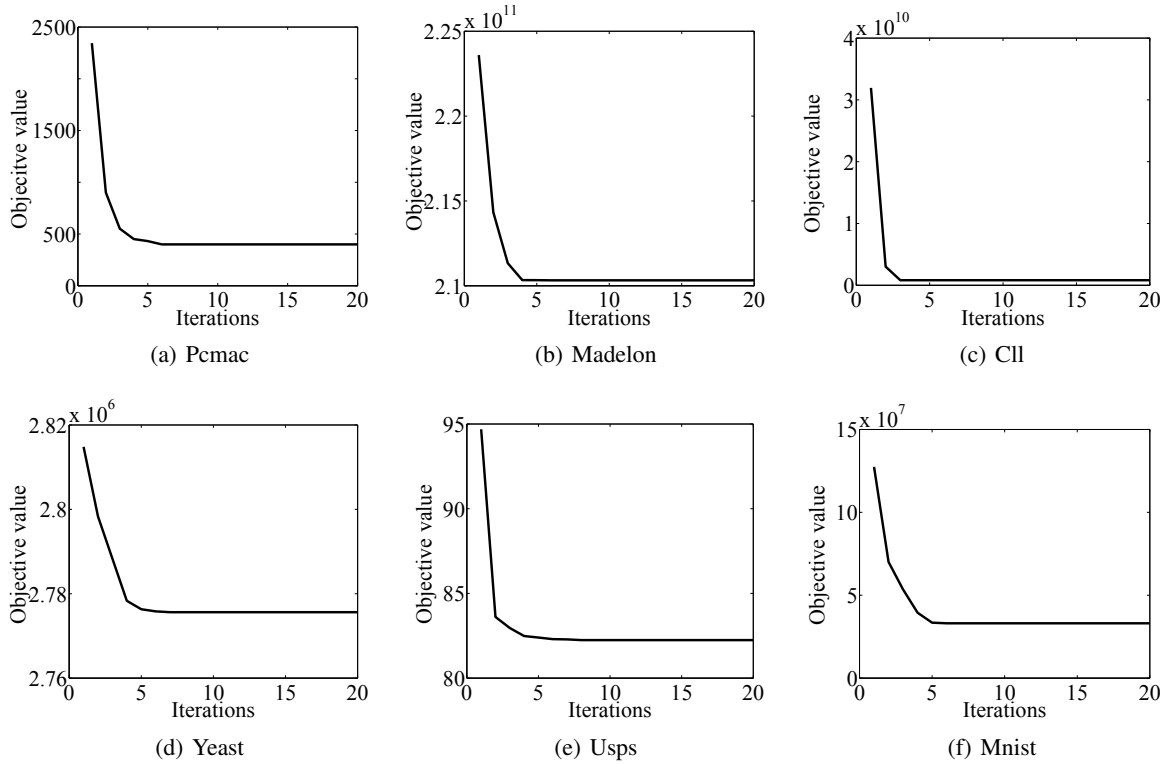 2500
1500
500
0
Objecitve value
0 5 10 15 20
Iterations
(a) Pcmac
x 10^11
2.225
2.22
2.215
2.1
Objective value
0 5 10 15 20
Iterations
(b) Madelon
x 10^10
4
3
2
1
0
Objective value
0 5 10 15 20
Iterations
(c) Cll
x 10^6
2.82
2.8
2.78
2.76
Objective value
0 5 10 15 20
Iterations
(d) Yeast
95
90
85
80
Objective value
0 5 10 15 20
Iterations
(e) Usps
x 10^7
15
10
5
0
Objective value
0 5 10 15 20
Iterations
(f) Mnist